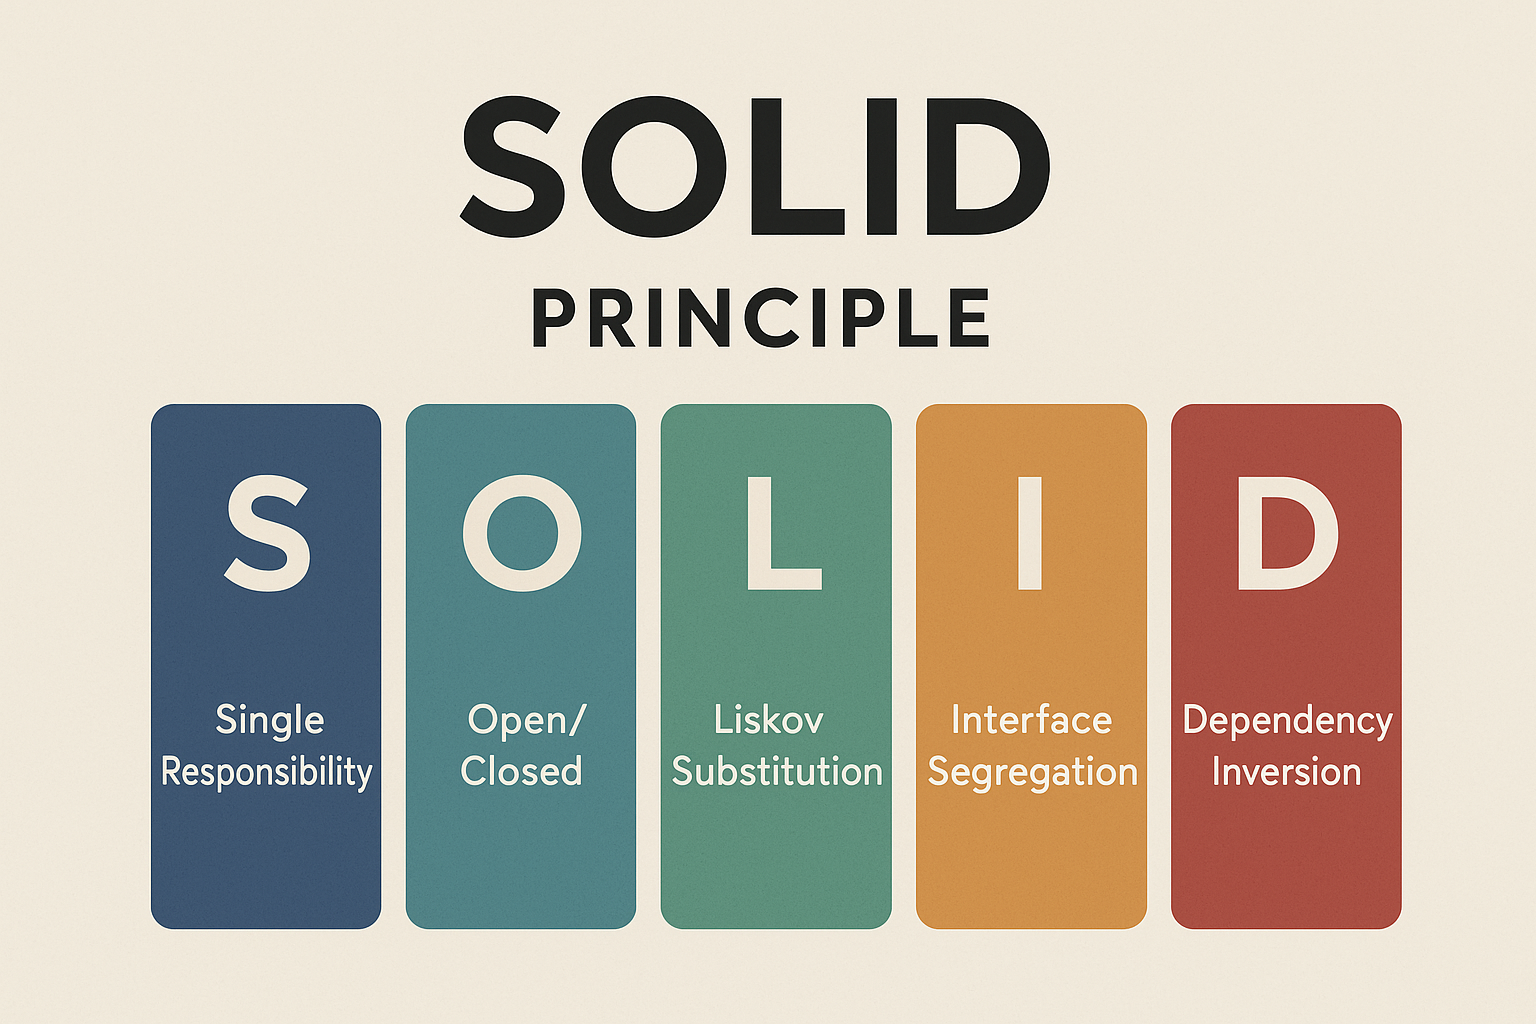 SOLID
PRINCIPLE
S
Single
Responsibility
O
Open/
Closed
L
Liskov
Substitution
I
Interface
Segregation
D
Dependency
Inversion